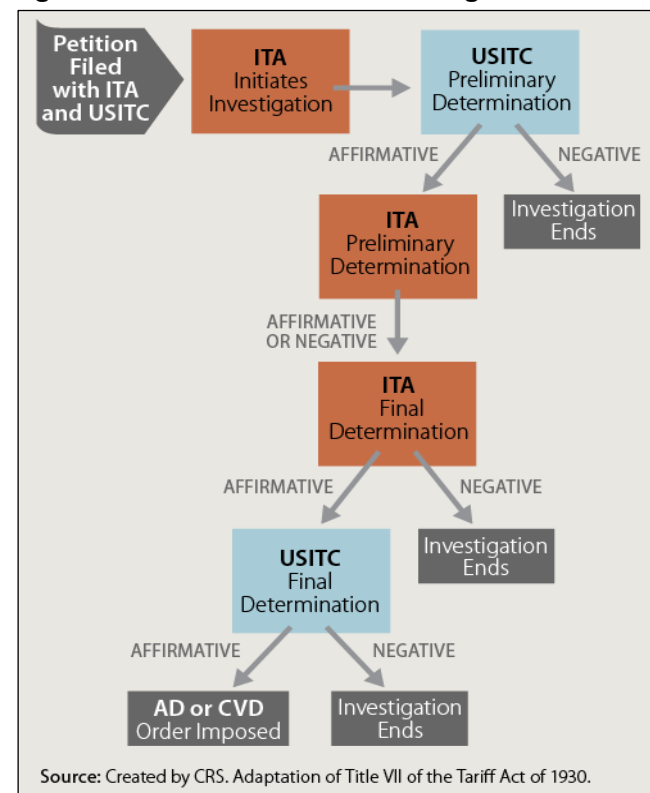 Petition
Filed
with ITA
and USITC
ITA
Initiates
Investigation
USITC
Preliminary
Determination
AFFIRMATIVE
NEGATIVE
ITA
Preliminary
Determination
Investigation
Ends
AFFIRMATIVE
OR NEGATIVE
ITA
Final
Determination
AFFIRMATIVE
NEGATIVE
USITC
Final
Determination
Investigation
Ends
AFFIRMATIVE
NEGATIVE
AD or CVD
Order Imposed
Investigation
Ends
Source: Created by CRS. Adaptation of Title VII of the Tariff Act of 1930.